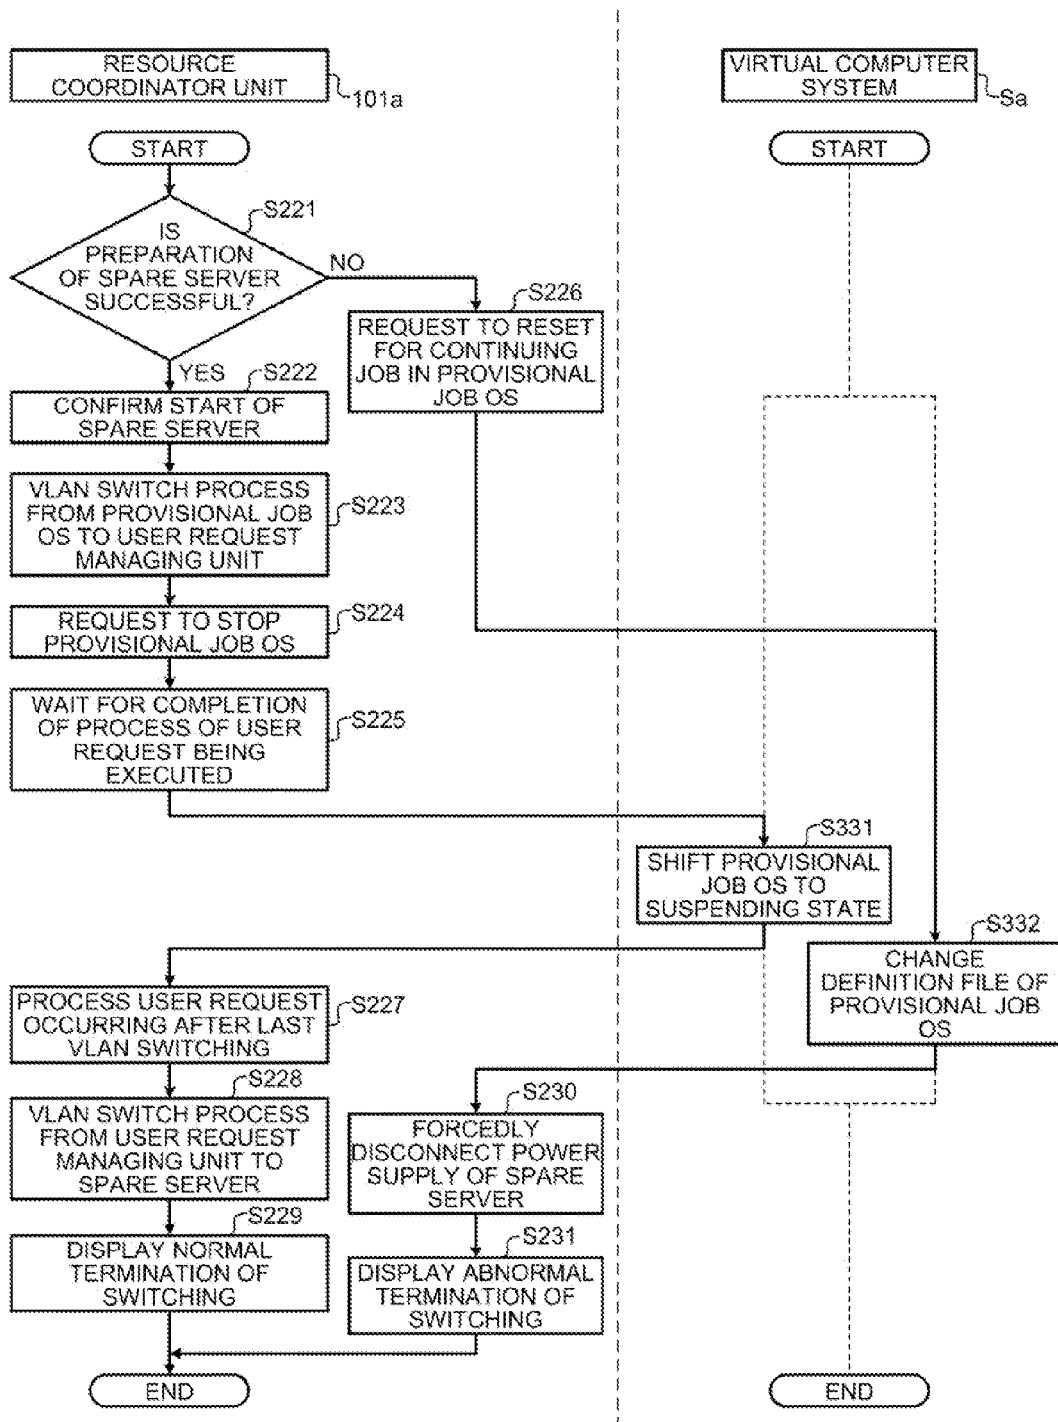 RESOURCE
COORDINATOR UNIT
101a
VIRTUAL COMPUTER
SYSTEM
Sa
START
START
S221
IS
PREPARATION
OF SPARE SERVER
SUCCESSFUL?
NO
YES
S226
REQUEST TO RESET
FOR CONTINUING
JOB IN PROVISIONAL
JOB OS
S222
CONFIRM START OF
SPARE SERVER
S223
VLAN SWITCH PROCESS
FROM PROVISIONAL JOB
OS TO USER REQUEST
MANAGING UNIT
S224
REQUEST TO STOP
PROVISIONAL JOB OS
S225
WAIT FOR COMPLETION
OF PROCESS OF USER
REQUEST BEING
EXECUTED
S331
SHIFT PROVISIONAL
JOB OS TO
SUSPENDING STATE
S332
CHANGE
DEFINITION FILE OF
PROVISIONAL JOB
OS
S227
PROCESS USER REQUEST
OCCURRING AFTER LAST
VLAN SWITCHING
S228
VLAN SWITCH PROCESS
FROM USER REQUEST
MANAGING UNIT TO
SPARE SERVER
S230
FORCEDLY
DISCONNECT POWER
SUPPLY OF SPARE
SERVER
S229
DISPLAY NORMAL
TERMINATION OF
SWITCHING
S231
DISPLAY ABNORMAL
TERMINATION OF
SWITCHING
END
END